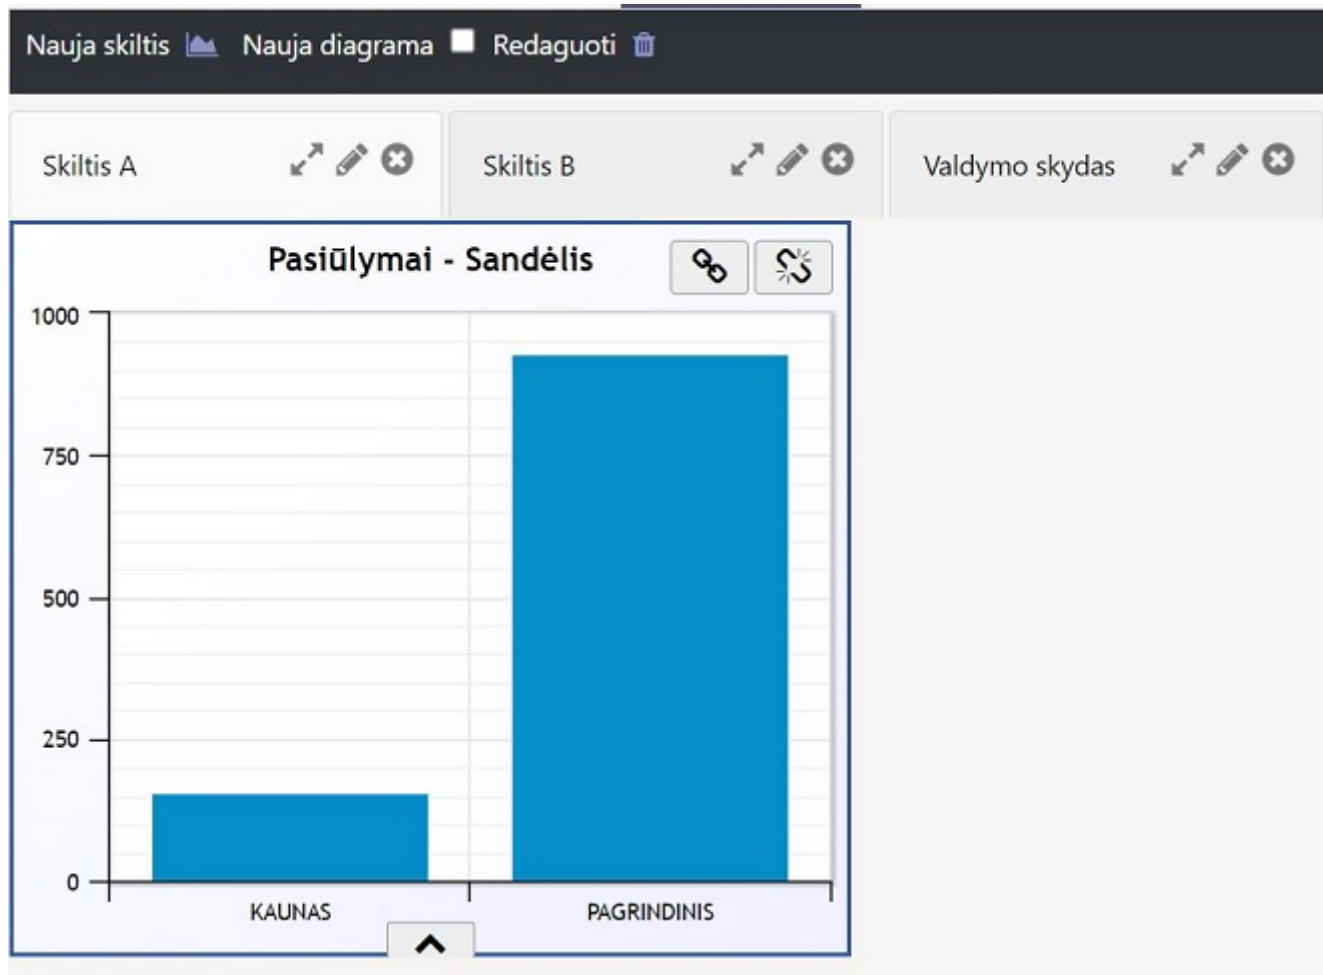 Nauja skiltis Nauja diagrama Redaguoti
Skiltis A Skiltis B Valdymo skydas
Pasiūlymai - Sandėlis
1000
750
500
250
0
KAUNAS PAGRINDINIS